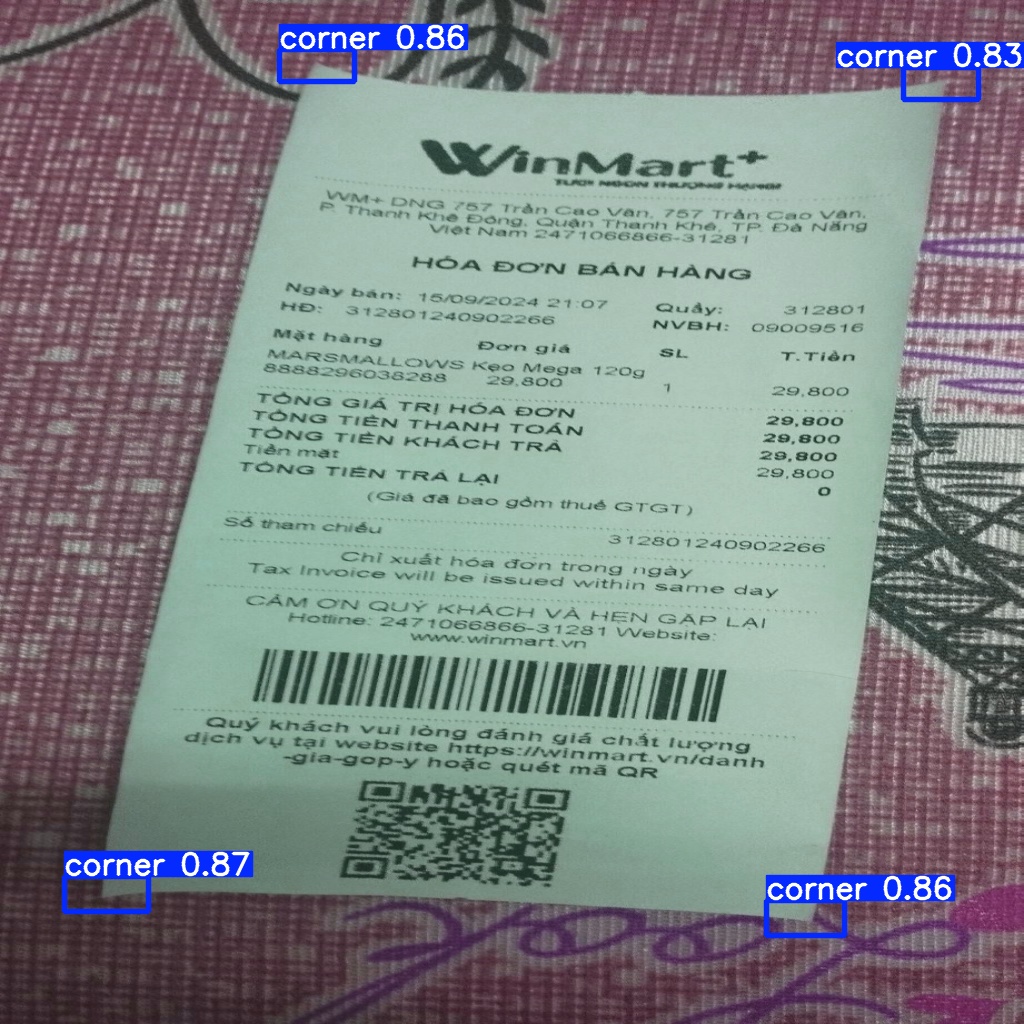 corner 0.86
corner 0.83
WinMart+
TƯƠI NGON THƯỢNG HẠNG!
WM+ DNG 757 Trần Cao Vân, 757 Trần Cao Vân,
P. Thanh Khê Đông, Quận Thanh Khê, TP. Đà Nẵng
Việt Nam 2471066866-31281
HÓA ĐƠN BÁN HÀNG
Ngày bán: 15/09/2024 21:07 Quầy: 312801
HĐ: 312801240902266 NVBH: 09009516
Mặt hàng Đơn giá SL T.Tiền
MARSMALLOWS Kẹo Mega 120g
8888296038288 29,800 1 29,800
TỔNG GIÁ TRỊ HÓA ĐƠN 29,800
TỔNG TIỀN THANH TOÁN 29,800
TỔNG TIỀN KHÁCH TRẢ 29,800
Tiền mặt 29,800
TỔNG TIỀN TRẢ LẠI 0
(Giá đã bao gồm thuế GTGT)
Số tham chiếu 312801240902266
Chỉ xuất hóa đơn trong ngày
Tax Invoice will be issued within same day
CẢM ƠN QUÝ KHÁCH VÀ HẸN GẶP LẠI
Hotline: 2471066866-31281 Website:
www.winmart.vn
Quý khách vui lòng đánh giá chất lượng
dịch vụ tại website https://winmart.vn/danh
-gia-gop-y hoặc quét mã QR
corner 0.87
corner 0.86